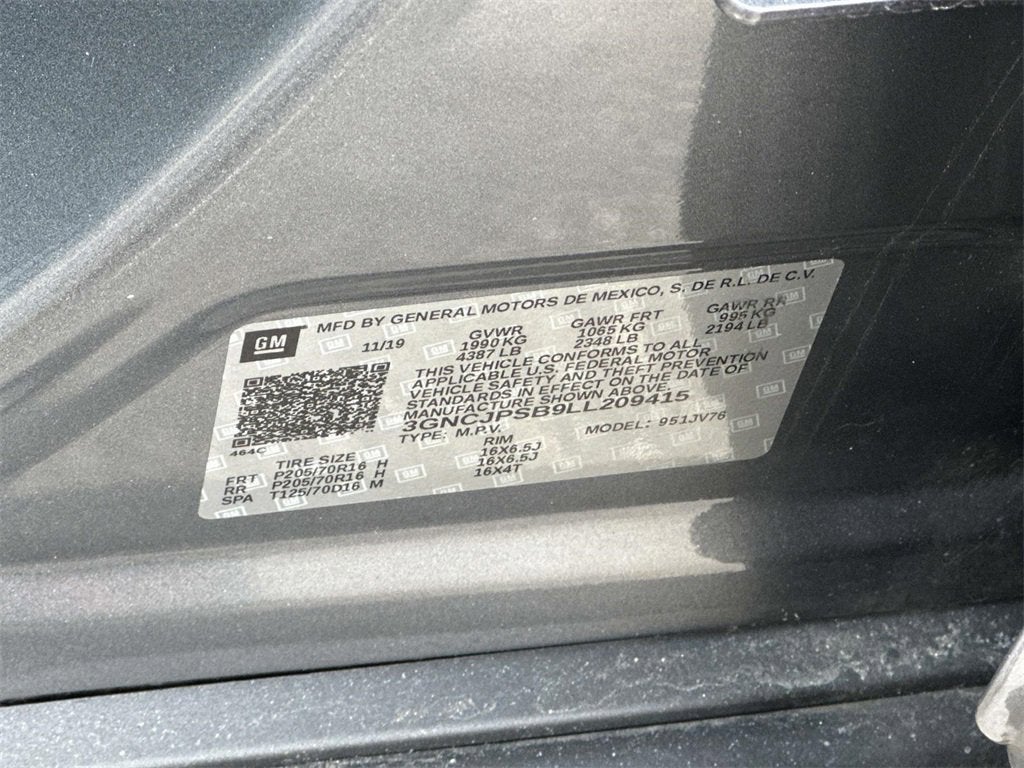 GM
MFD BY GENERAL MOTORS DE MEXICO, S. DE R.L. DE C.V.
11/19
GVWR GAWR FRT GAWR RR
1990 KG 1065 KG 995 KG
4387 LB 2348 LB 2194 LB
THIS VEHICLE CONFORMS TO ALL
APPLICABLE U.S. FEDERAL MOTOR
VEHICLE SAFETY AND THEFT PREVENTION
STANDARDS IN EFFECT ON THE DATE OF
MANUFACTURE SHOWN ABOVE.
3GNCJPSB9LL209415
TYPE: M.P.V. MODEL: 951JV76
464C
TIRE SIZE RIM
FRT P205/70R16 H 16X6.5J
RR P205/70R16 H 16X6.5J
SPA T125/70D16 M 16X4T